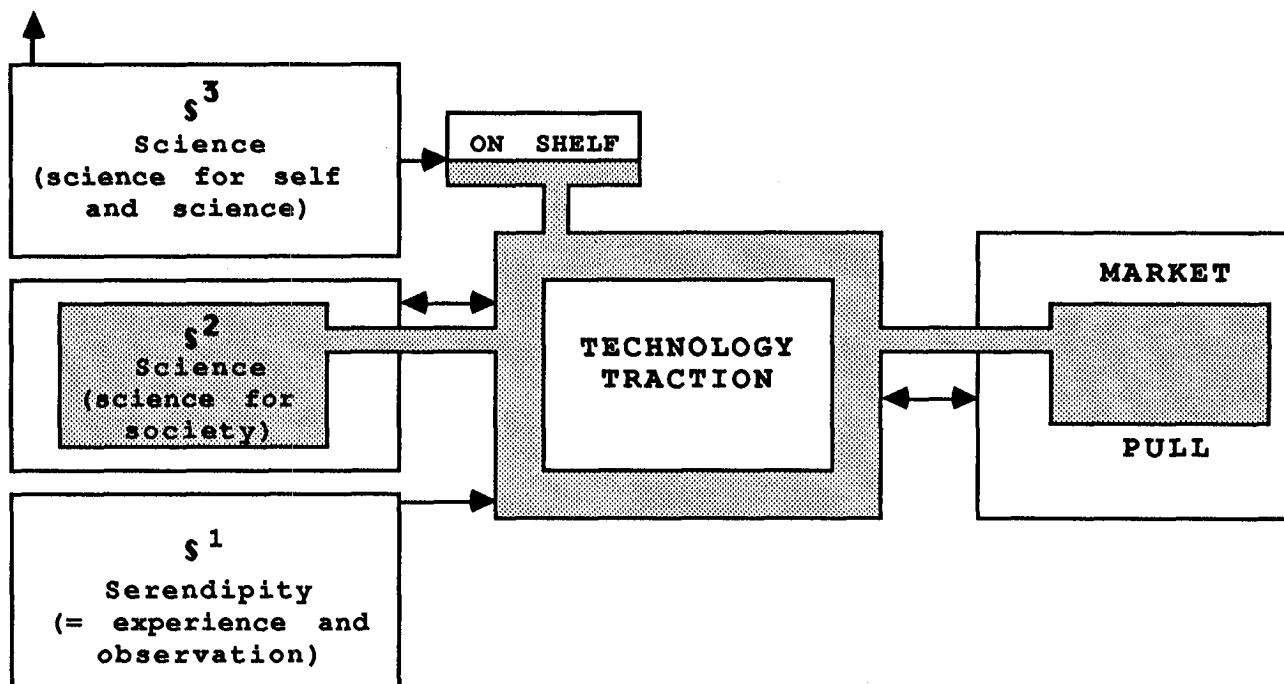 S³
Science
(science for self
and science)
ON SHELF
S²
Science
(science for
society)
TECHNOLOGY
TRACTION
MARKET
PULL
S¹
Serendipity
(= experience and
observation)